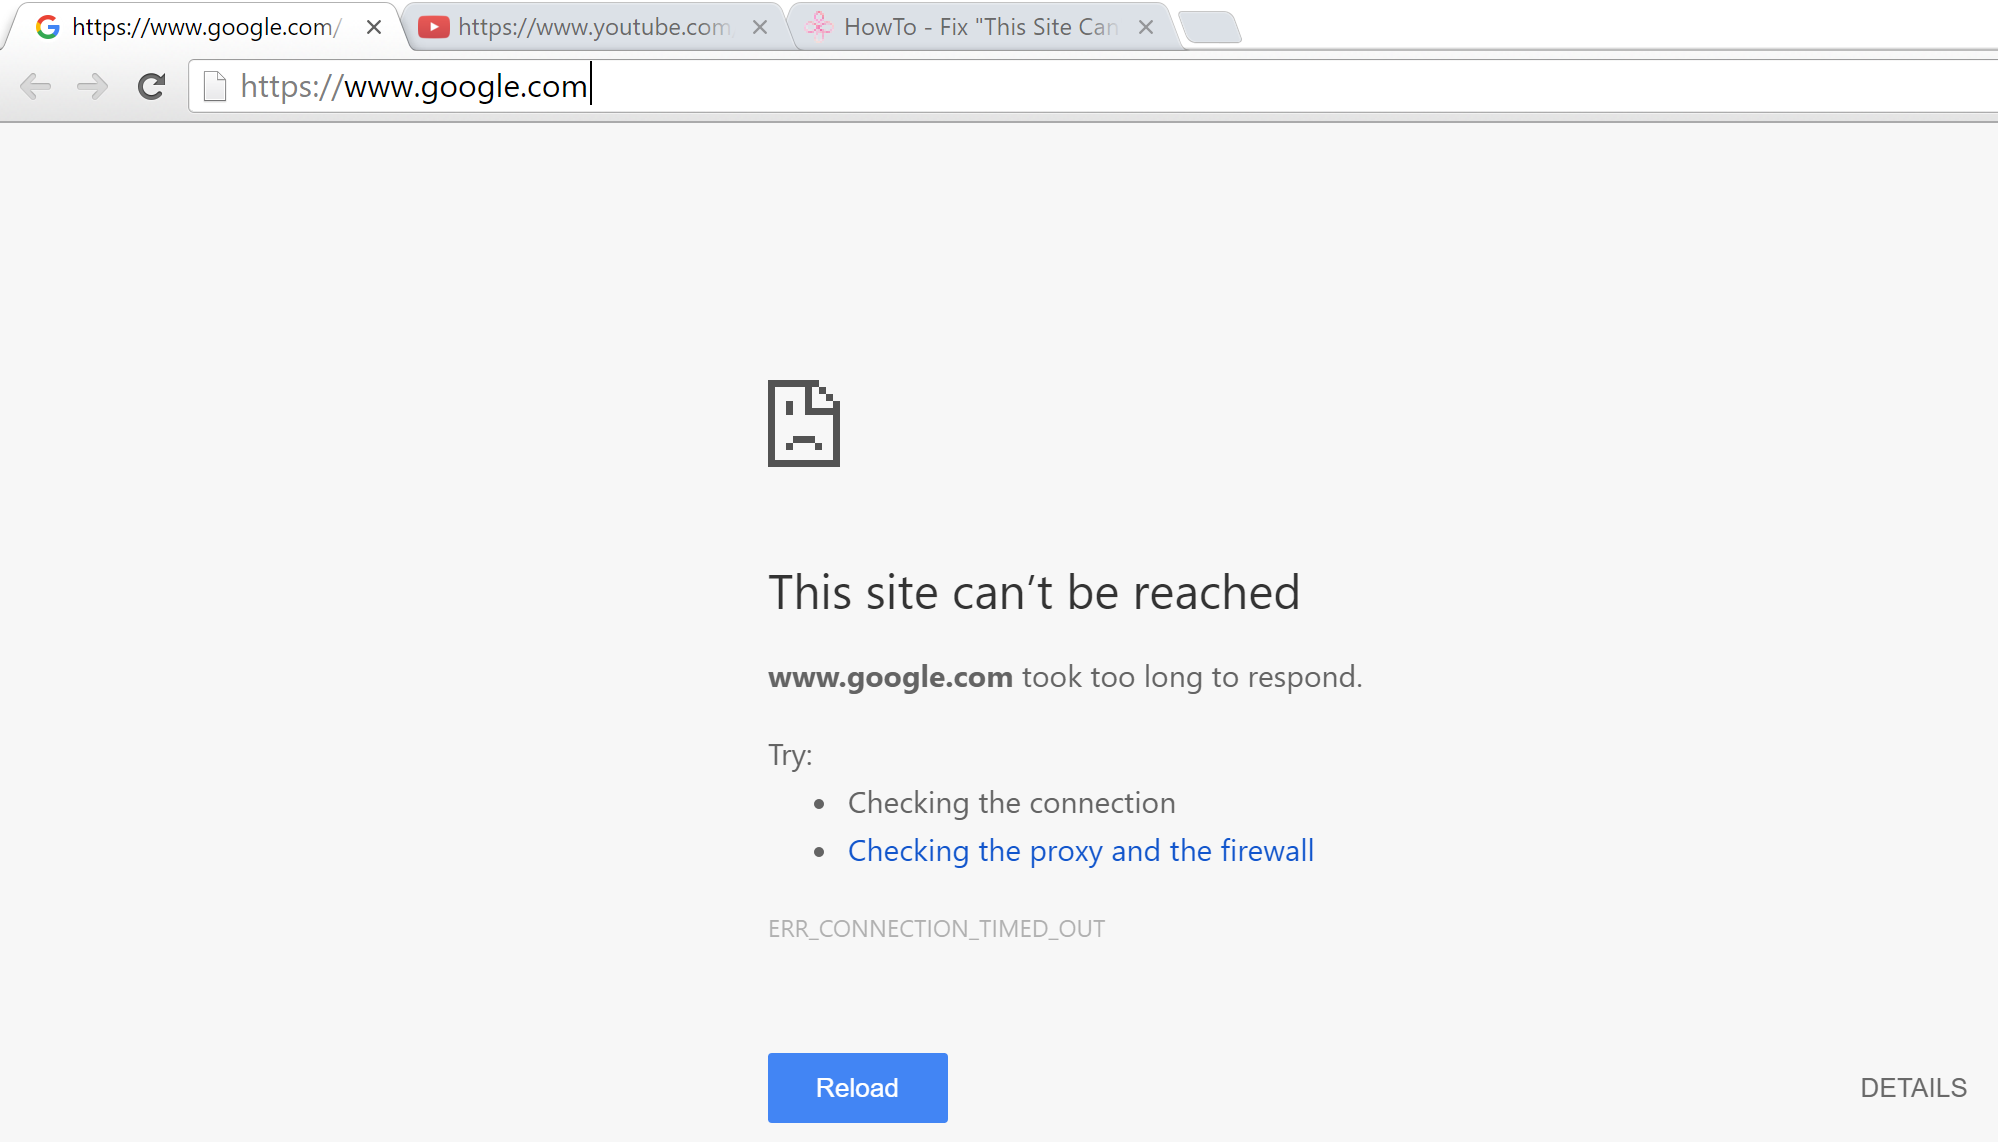 https://www.google.com/
https://www.youtube.com
HowTo - Fix "This Site Can
https://www.google.com
This site can’t be reached
www.google.com took too long to respond.
Try:
Checking the connection
Checking the proxy and the firewall
ERR_CONNECTION_TIMED_OUT
Reload
DETAILS